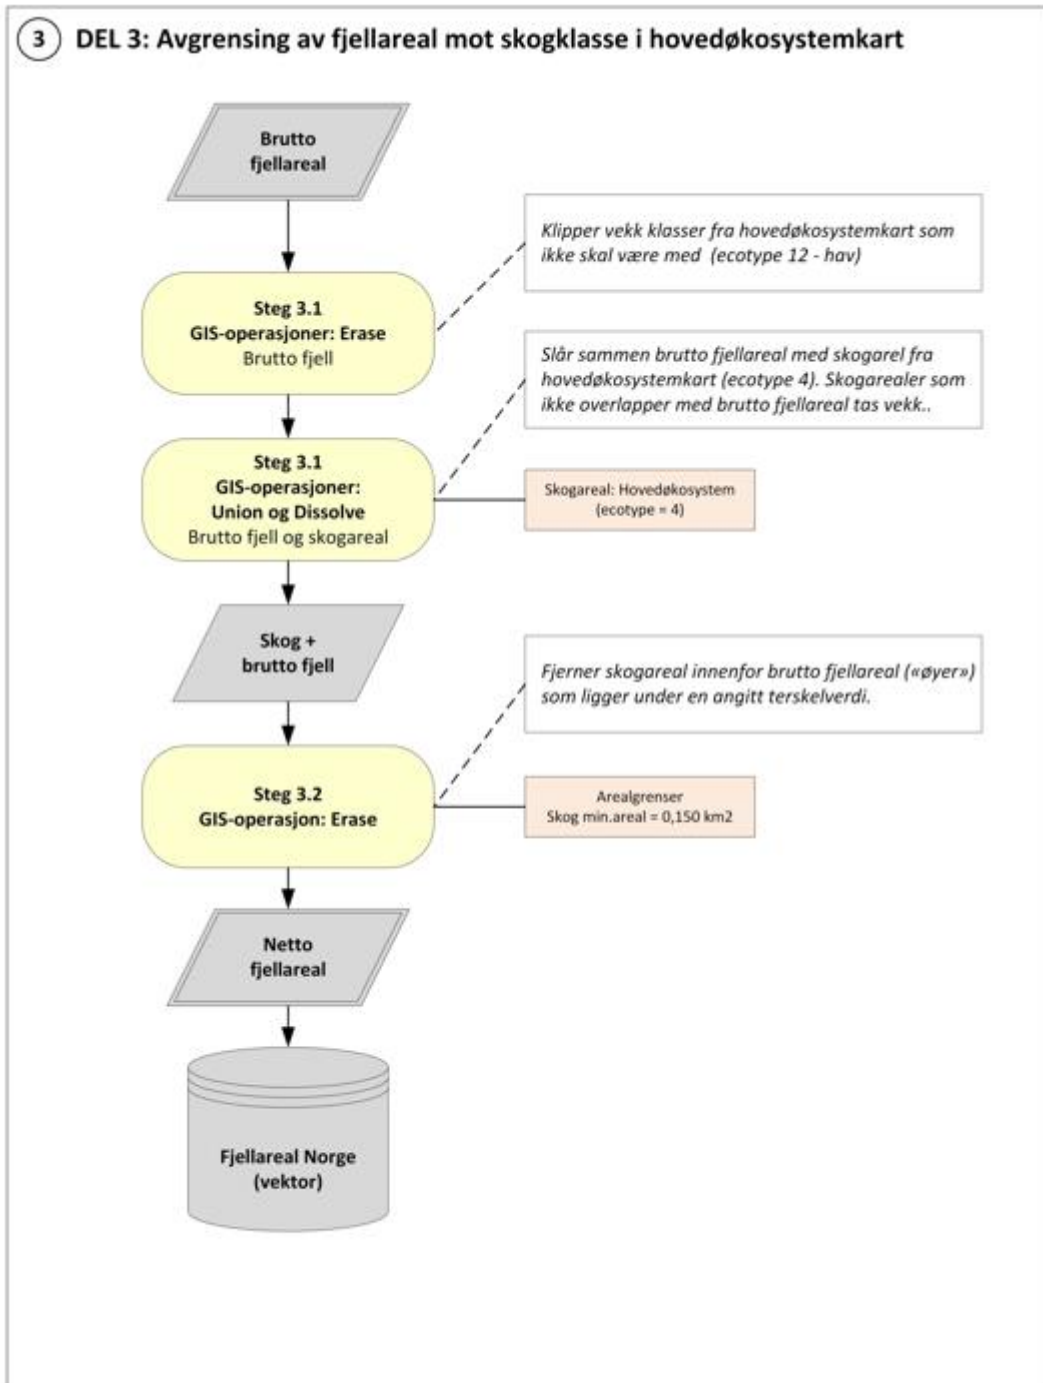 3 DEL 3: Avgrensing av fjellareal mot skogklasse i hovedøkosystemkart
Brutto
fjellareal
Klipper vekk klasser fra hovedøkosystemkart som
ikke skal være med (ecotype 12 - hav)
Steg 3.1
GIS-operasjoner: Erase
Brutto fjell
Slår sammen brutto fjellareal med skogarel fra
hovedøkosystemkart (ecotype 4). Skogarealer som
ikke overlapper med brutto fjellareal tas vekk..
Steg 3.1
GIS-operasjoner:
Union og Dissolve
Brutto fjell og skogareal
Skogareal: Hovedøkosystem
(ecotype = 4)
Skog +
brutto fjell
Fjerner skogareal innenfor brutto fjellareal («øyer»)
som ligger under en angitt terskelverdi.
Steg 3.2
GIS-operasjon: Erase
Arealgrenser
Skog min.areal = 0,150 km2
Netto
fjellareal
Fjellareal Norge
(vektor)